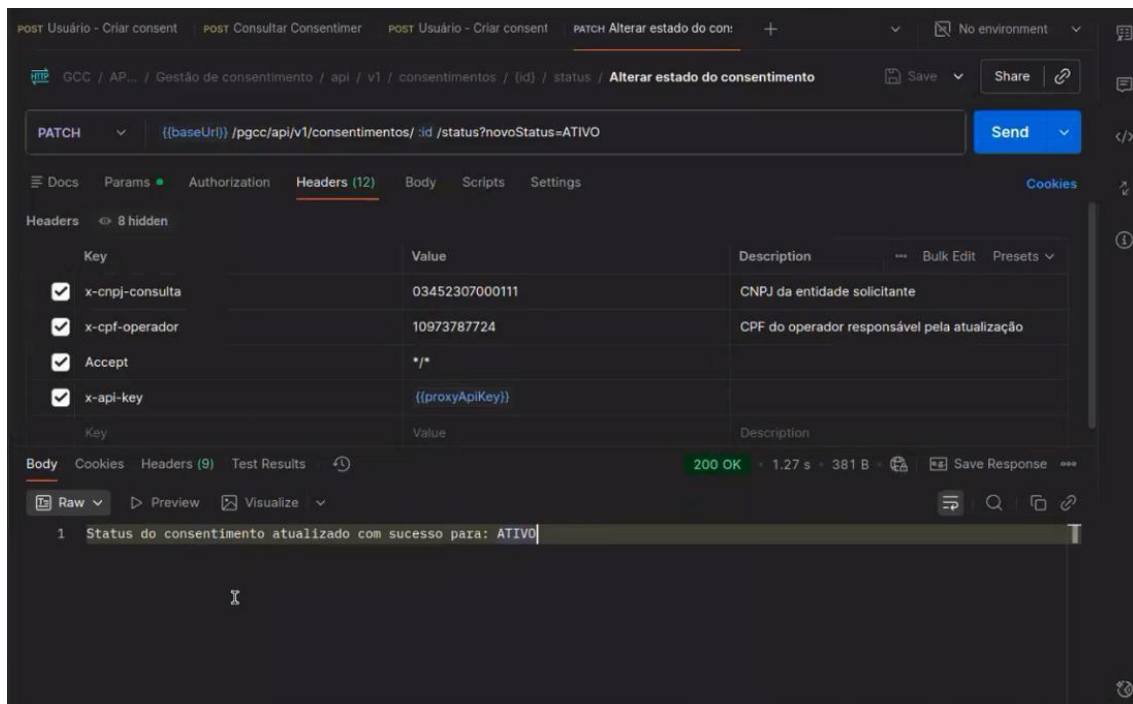 POST Usuário - Criar consent POST Consultar Consentimer POST Usuário - Criar consent PATCH Alterar estado do con: + No environment
HTTP GCC / AP... / Gestão de consentimento / api / v1 / consentimentos / {id} / status / Alterar estado do consentimento Save Share
PATCH {{baseUrl}} /pgcc/api/v1/consentimentos/ :id /status?novoStatus=ATIVO Send
Docs Params Authorization Headers (12) Body Scripts Settings Cookies
Headers 8 hidden
Key Value Description Bulk Edit Presets
x-cnpj-consulta 03452307000111 CNPJ da entidade solicitante
x-cpf-operador 10973787724 CPF do operador responsável pela atualização
Accept */*
x-api-key {{proxyApiKey}}
Key Value Description
Body Cookies Headers (9) Test Results 200 OK 1.27 s 381 B Save Response
Raw Preview Visualize
1 Status do consentimento atualizado com sucesso para: ATIVO